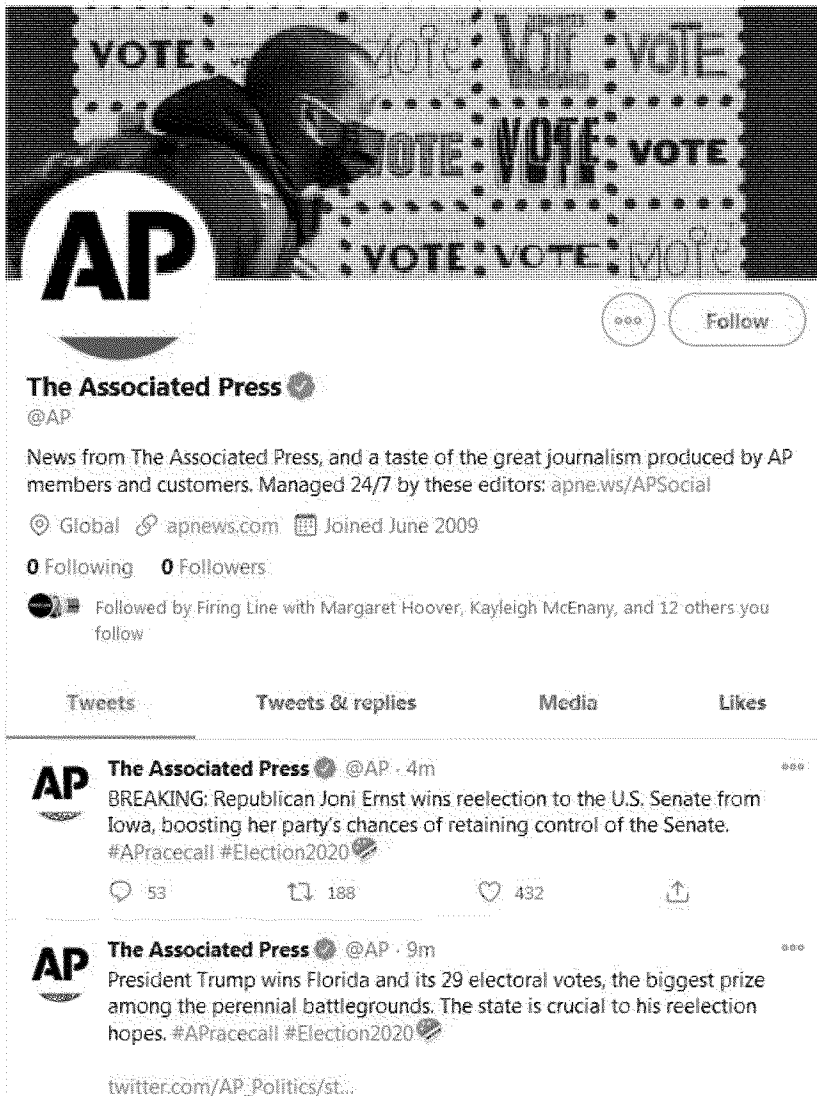 VOTE VOTE VOTE VOTE
VOTE VOTE VOTE
VOTE VOTE VOTE
AP
Follow
The Associated Press
@AP
News from The Associated Press, and a taste of the great journalism produced by AP
members and customers. Managed 24/7 by these editors: apne.ws/APSocial
Global apnews.com Joined June 2009
0 Following 0 Followers
Followed by Firing Line with Margaret Hoover, Kayleigh McEnany, and 12 others you
follow
Tweets Tweets & replies Media Likes
AP The Associated Press @AP · 4m
BREAKING: Republican Joni Ernst wins reelection to the U.S. Senate from
Iowa, boosting her party's chances of retaining control of the Senate.
#APracecall #Election2020
53 188 432
AP The Associated Press @AP · 9m
President Trump wins Florida and its 29 electoral votes, the biggest prize
among the perennial battlegrounds. The state is crucial to his reelection
hopes. #APracecall #Election2020
twitter.com/AP_Politics/st...